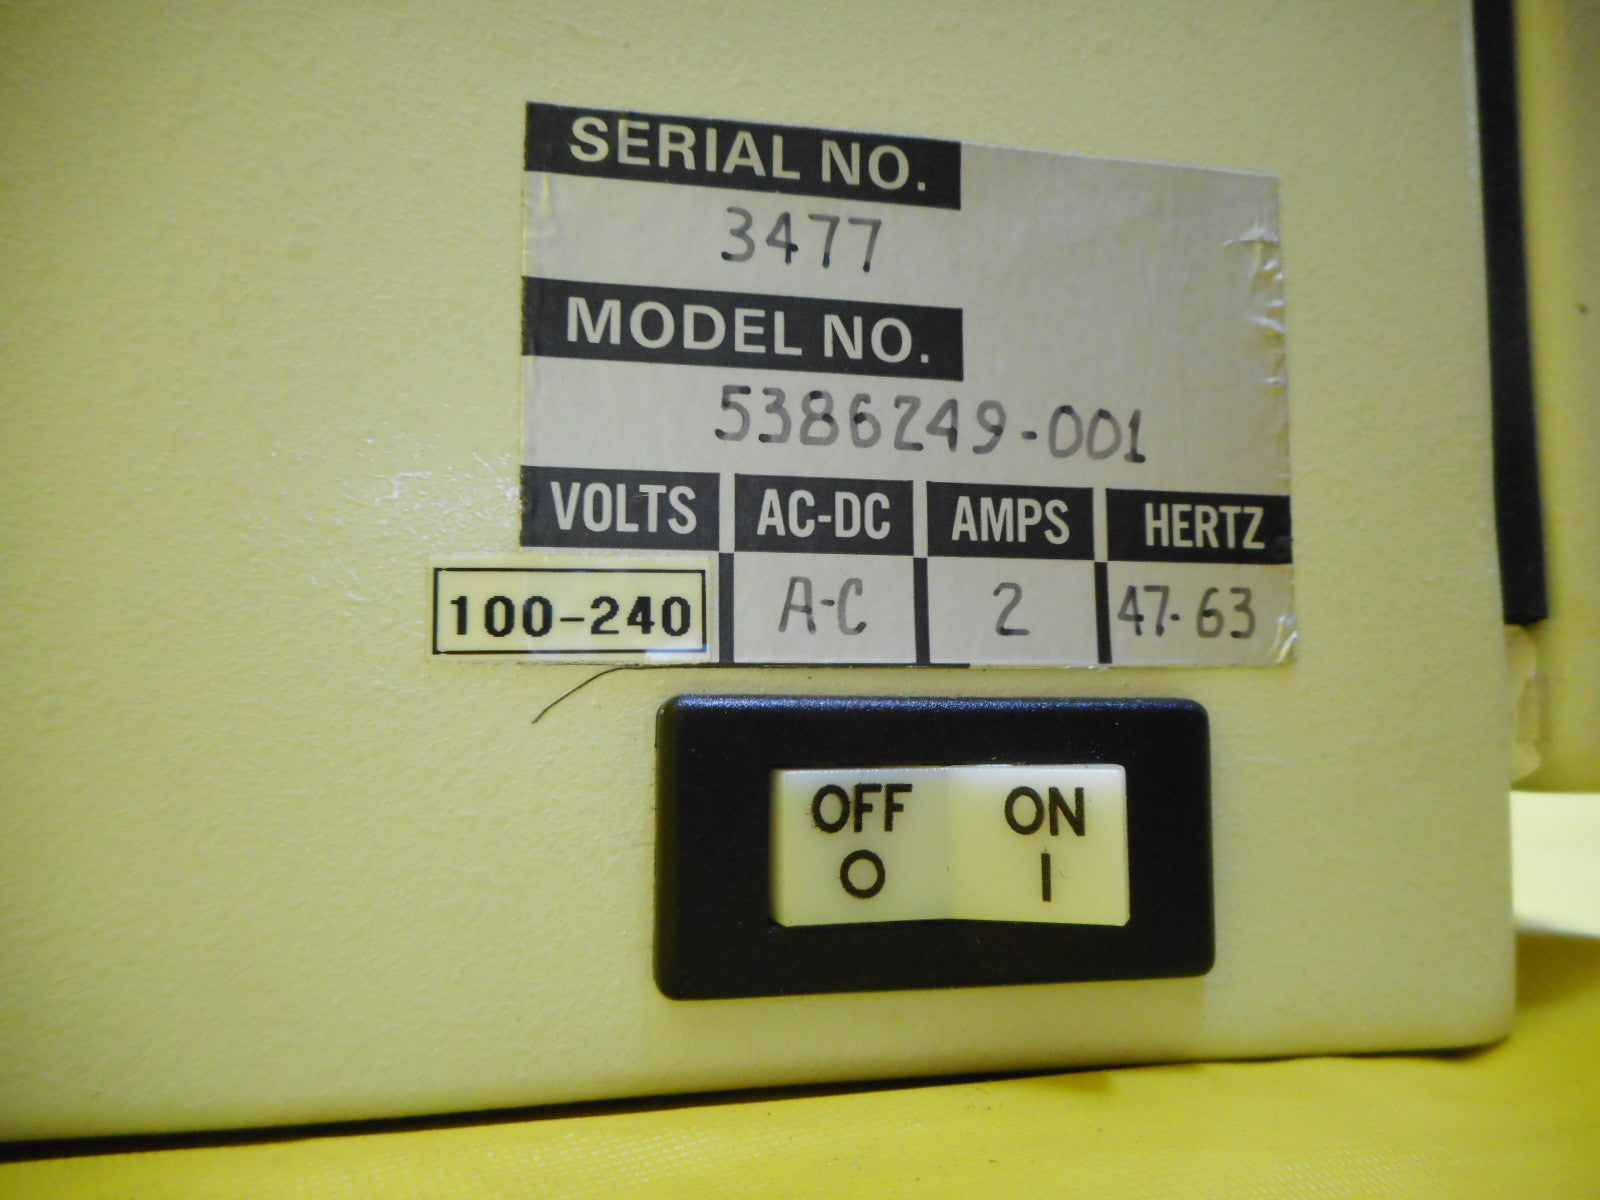 SERIAL NO.
3477
MODEL NO.
5386249-001
VOLTS AC-DC AMPS HERTZ
100-240 A-C 2 47-63
OFF ON
O I